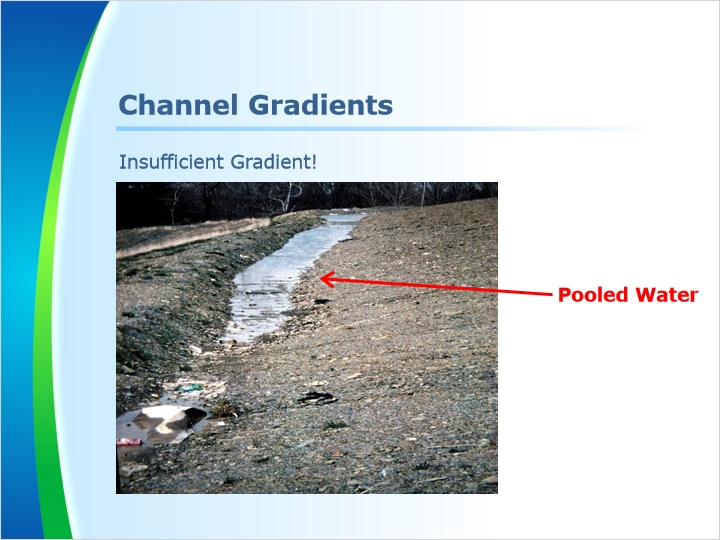 Channel Gradients
Insufficient Gradient!
Pooled Water